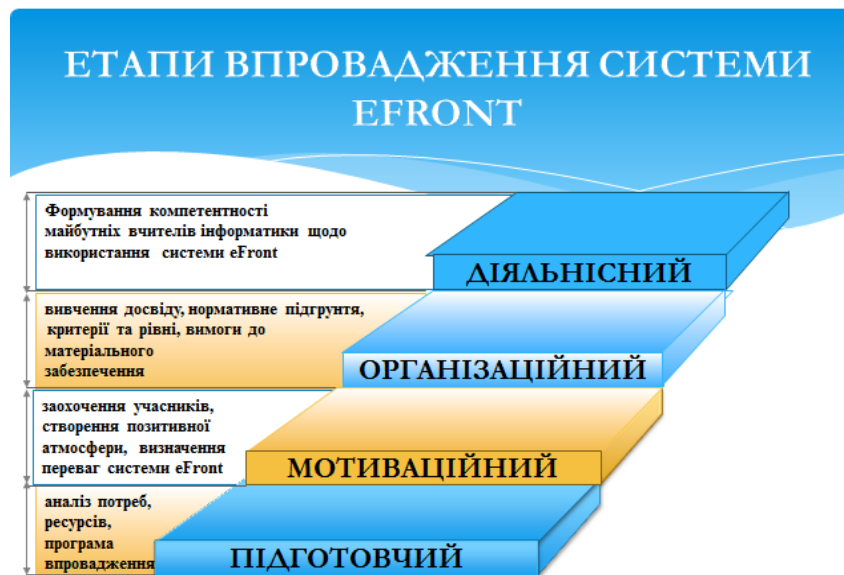 ЕТАПИ ВПРОВАДЖЕННЯ СИСТЕМИ
EFRONT
Формування компетентності
майбутніх вчителів інформатики щодо
використання системи eFront
ДІЯЛЬНІСНИЙ
вивчення досвіду, нормативне підгрунтя,
критерії та рівні, вимоги до
матеріального
забезпечення
ОРГАНІЗАЦІЙНИЙ
заохочення учасників,
створення позитивної
атмосфери, визначення
переваг системи eFront
МОТИВАЦІЙНИЙ
аналіз потреб,
ресурсів,
програма
впровадження
ПІДГОТОВЧИЙ